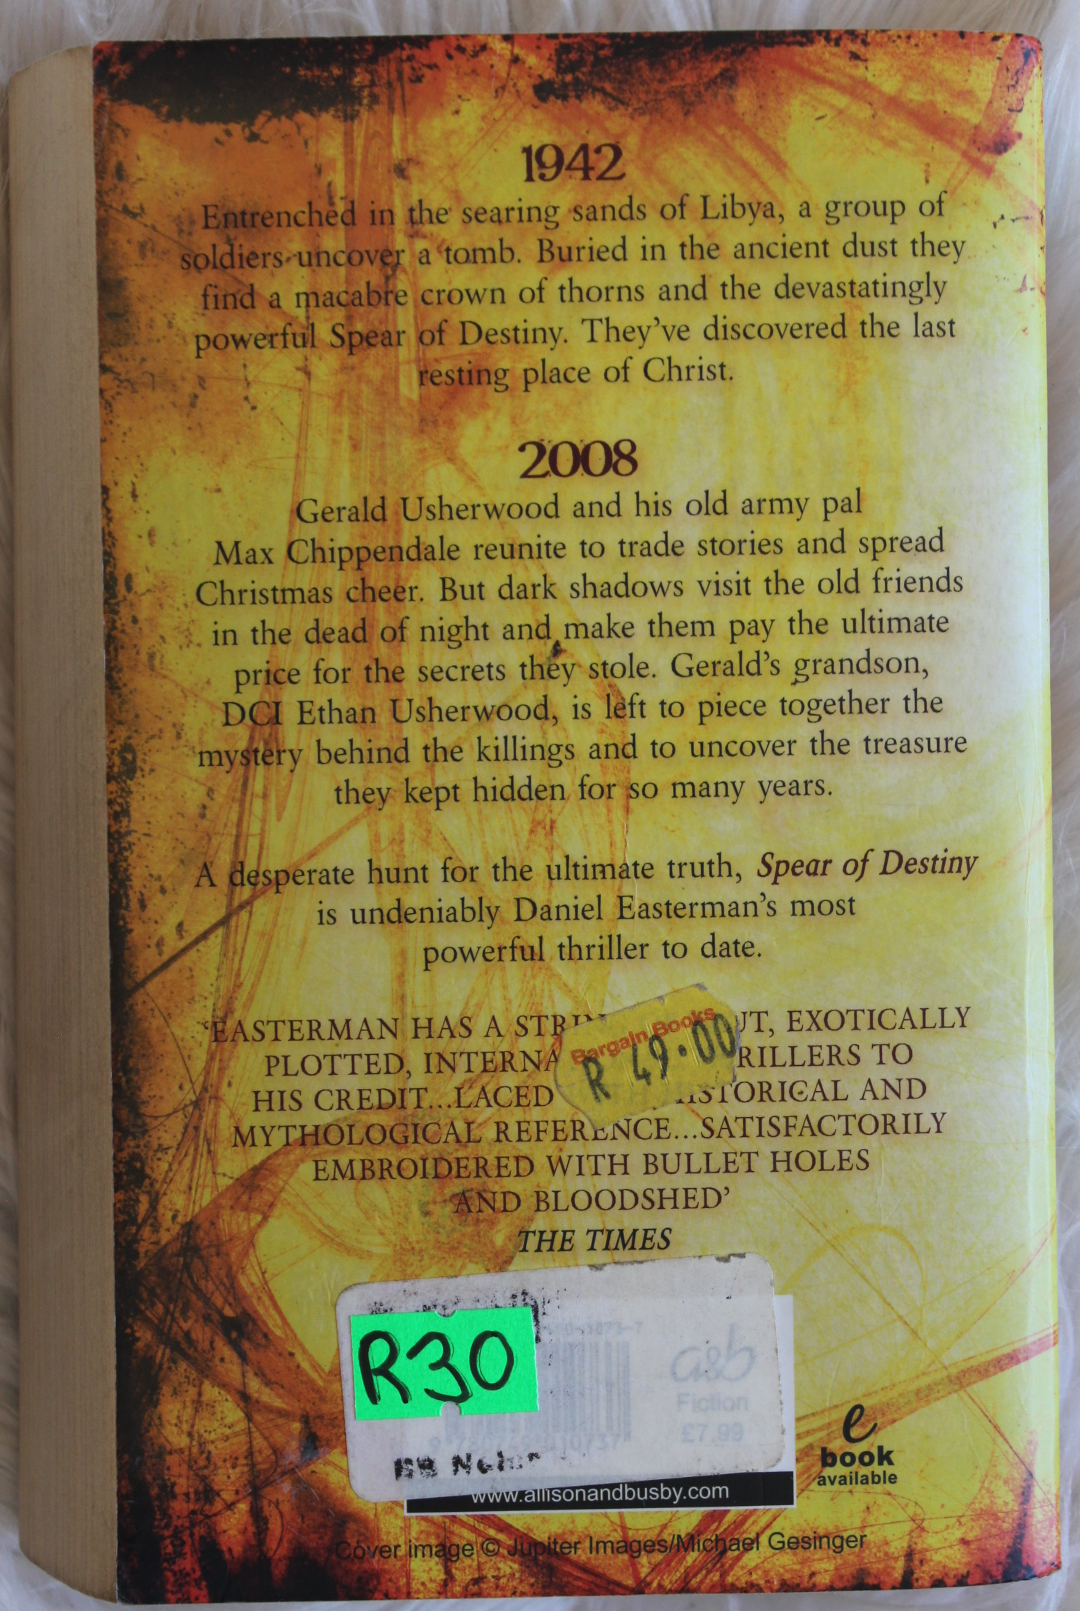 1942
Entrenched in the searing sands of Libya, a group of
soldiers uncover a tomb. Buried in the ancient dust they
find a macabre crown of thorns and the devastatingly
powerful Spear of Destiny. They've discovered the last
resting place of Christ.
2008
Gerald Usherwood and his old army pal
Max Chippendale reunite to trade stories and spread
Christmas cheer. But dark shadows visit the old friends
in the dead of night and make them pay the ultimate
price for the secrets they stole. Gerald's grandson,
DCI Ethan Usherwood, is left to piece together the
mystery behind the killings and to uncover the treasure
they kept hidden for so many years.
A desperate hunt for the ultimate truth, Spear of Destiny
is undeniably Daniel Easterman's most
powerful thriller to date.
'EASTERMAN HAS A EXOTICALLY
PLOTTED, TO
HIS CREDIT...LACED HISTORICAL AND
MYTHOLOGICAL REFERENCE...SATISFACTORILY
EMBROIDERED WITH BULLET HOLES
AND BLOODSHED'
THE TIMES
Bargain Books
R 49.00
R30
a&b
Fiction
£7.99
e
book
available
www.allisonandbusby.com
Cover image © Jupiter Images/Michael Gesinger